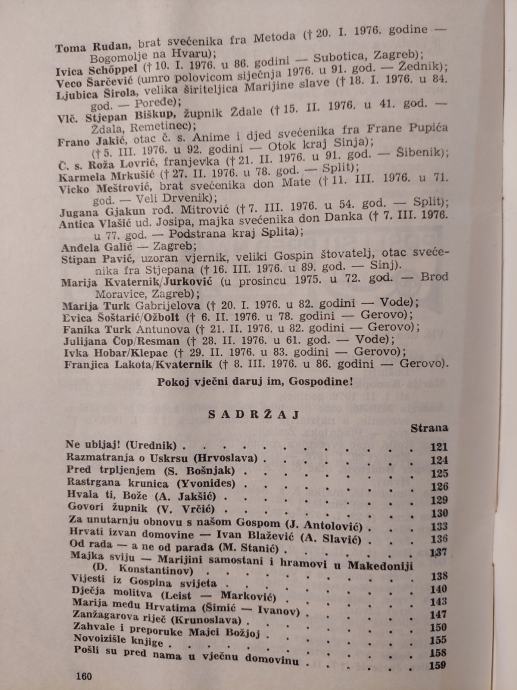 Toma Rudan, brat svećenika fra Metoda († 20. I. 1976. godine —
Bogomolje na Hvaru);
Ivica Schöppel († 10. I. 1976. u 86. godini — Subotica, Zagreb);
Veco Šarčević (umro polovicom siječnja 1976. u 91. god. — Žednik);
Ljubica Širola, velika širiteljica Marijine slave († 18. I. 1976. u 84.
god. — Poređe);
Vlč. Stjepan Biškup, župnik Ždale († 15. II. 1976. u 41. god. —
Ždala, Remetinec);
Frano Jakić, otac č. s. Anime i djed svećenika fra Frane Pupića
(† 5. III. 1976. u 92. godini — Otok kraj Sinja);
Č. s. Roža Lovrić, franjevka († 21. II. 1976. u 91. god. — Šibenik);
Karmela Mrkušić († 27. II. 1976. u 78. god. — Split);
Vicko Meštrović, brat svećenika don Mate († 11. III. 1976. u 71.
god. — Veli Drvenik);
Jugana Gjakun rođ. Mitrović († 7. III. 1976. u 54. god. — Split);
Antica Vlašić ud. Josipa, majka svećenika don Danka († 7. III. 1976.
u 77. god. — Podstrana kraj Splita);
Anđela Galić — Zagreb;
Stipan Pavić, uzoran vjernik, veliki Gospin štovatelj, otac sveće-
nika fra Stjepana († 16. III. 1976. u 89. god. — Sinj).
Marija Kvaternik/Jurković (u prosincu 1975. u 72. god. — Brod
Moravice, Zagreb);
Marija Turk Gabrijelova († 20. I. 1976. u 82. godini — Vode);
Evica Šoštarić/Ožbolt († 6. II. 1976. u 78. godini — Gerovo);
Fanika Turk Antunova († 21. II. 1976. u 82. godini — Gerovo);
Julijana Čop/Resman († 28. II. 1976. u 61. god. — Vode);
Ivka Hobar/Klepac († 29. II. 1976. u 83. godini — Gerovo);
Franjica Lakota/Kvaternik († 8. III. 1976. u 86. godini — Gerovo).
Pokoj vječni daruj im, Gospodine!
SADRŽAJ
Strana
Ne ubijaj! (Urednik) . . . . . . . . . . 121
Razmatranja o Uskrsu (Hrvoslava) . . . . . . . 124
Pred trpljenjem (S. Bošnjak) . . . . . . . . 125
Rastrgana krunica (Yvonides) . . . . . . . . 126
Hvala ti, Bože (A. Jakšić) . . . . . . . . 129
Govori župnik (V. Vrčić) . . . . . . . . 130
Za unutarnju obnovu s našom Gospom (J. Antolović) . . 133
Hrvati izvan domovine — Ivan Blažević (A. Slavić) . . 136
Od rada — a ne od parada (M. Stanić) . . . . . 137
Majka sviju — Marijini samostani i hramovi u Makedoniji
(D. Konstantinov) . . . . . . . . . 138
Vijesti iz Gospina svijeta . . . . . . . . 140
Dječja molitva (Leist — Marković) . . . . . . 143
Marija među Hrvatima (Šimić — Ivanov) . . . . . 147
Zanžagarova riječ (Krunoslava) . . . . . . . 150
Zahvale i preporuke Majci Božjoj . . . . . . 155
Novoizišle knjige . . . . . . . . . . 158
Pošli su pred nama u vječnu domovinu . . . . . 159
160